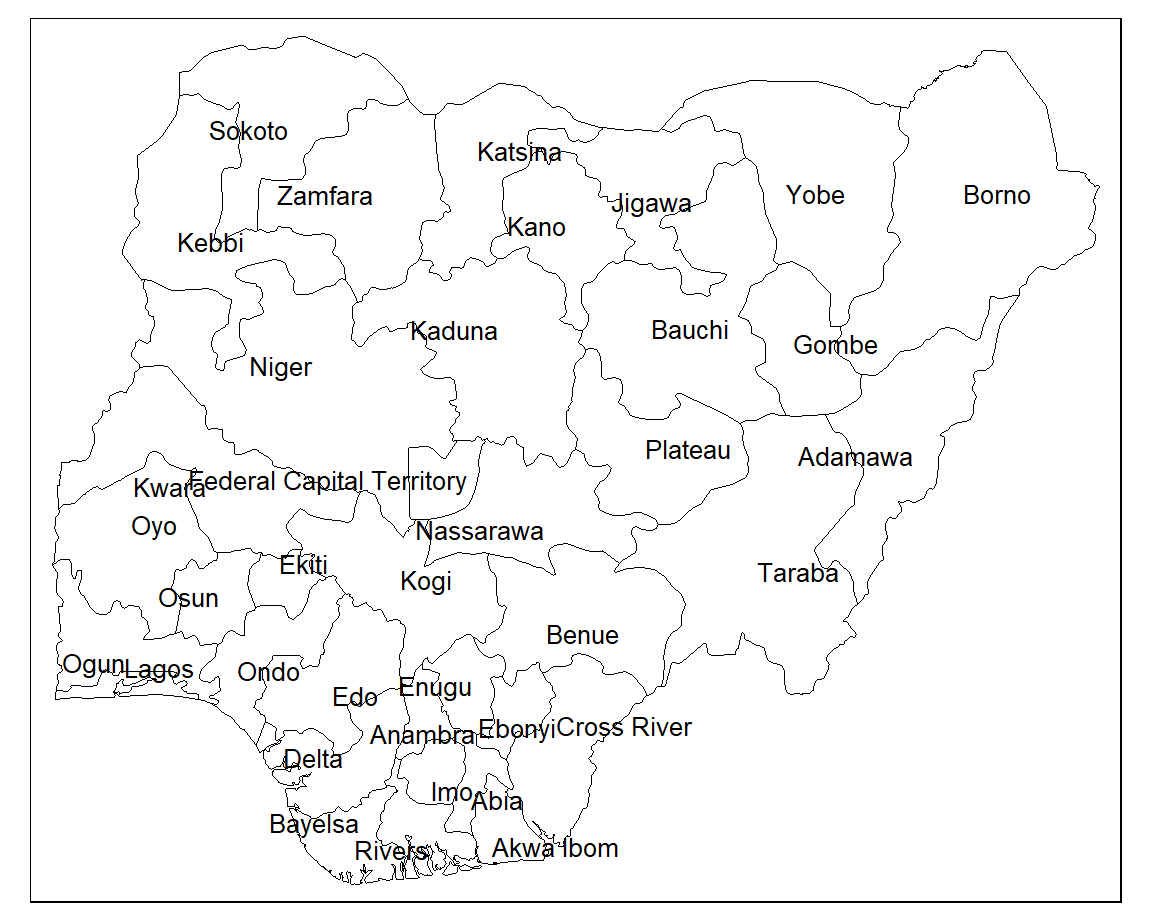 Sokoto
Katsina
Zamfara
Yobe
Borno
Jigawa
Kano
Kebbi
Kaduna
Bauchi
Gombe
Niger
Plateau
Adamawa
Federal Capital Territory
Kwara
Oyo
Nassarawa
Ekiti
Taraba
Kogi
Osun
Benue
Ogun
Lagos
Ondo
Enugu
Edo
Anambra
Ebonyi
Cross River
Delta
Imo
Abia
Bayelsa
Rivers
Akwa Ibom